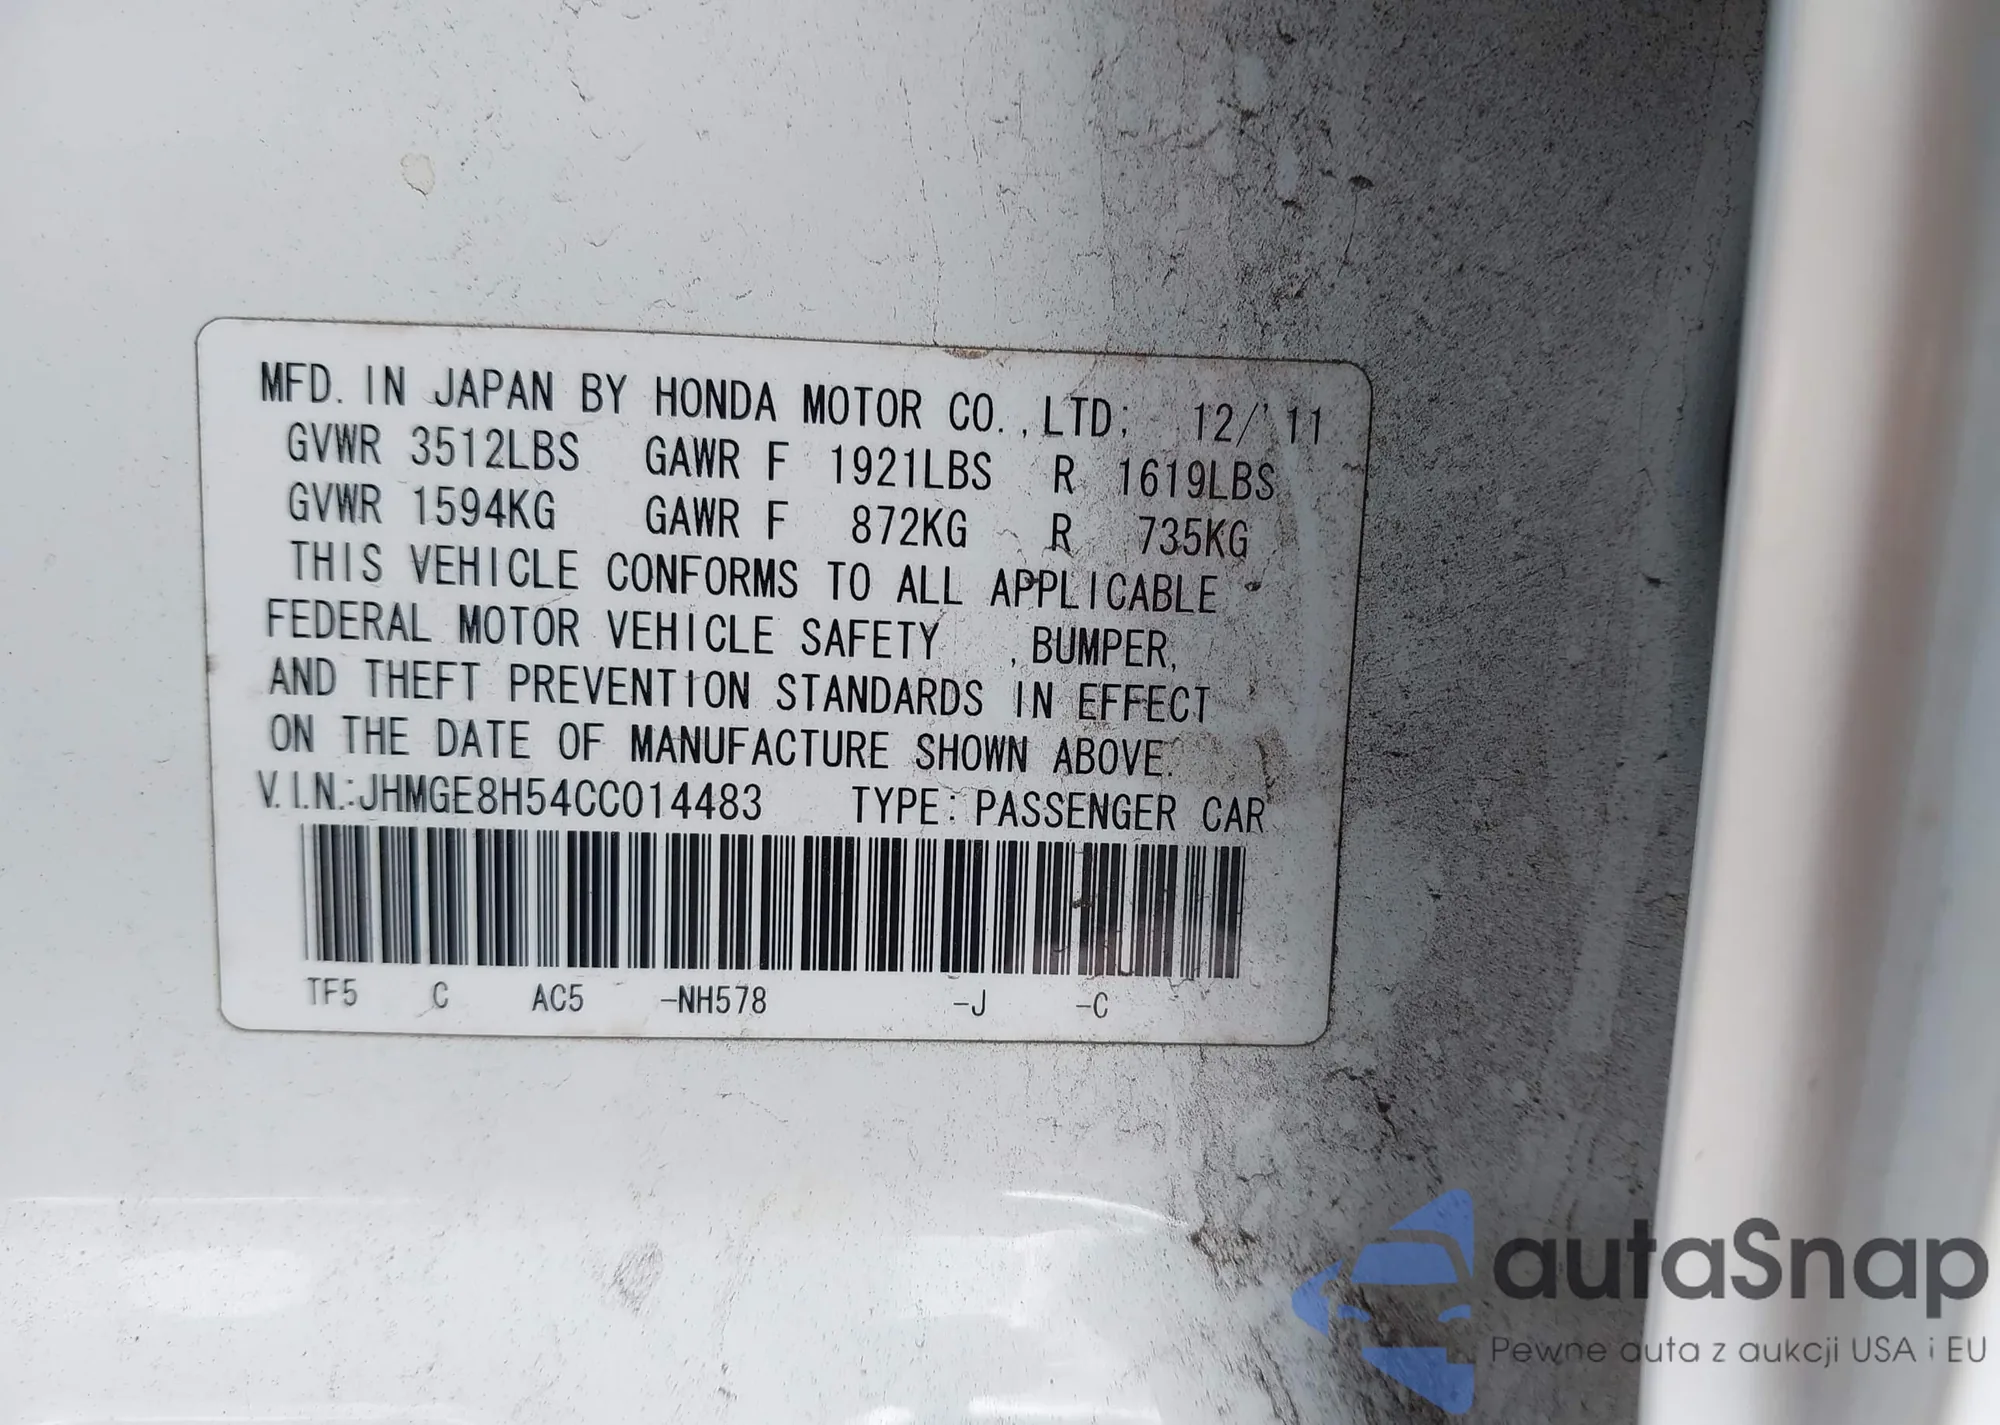 MFD. IN JAPAN BY HONDA MOTOR CO., LTD; 12/'11
GVWR 3512LBS GAWR F 1921LBS R 1619LBS
GVWR 1594KG GAWR F 872KG R 735KG
THIS VEHICLE CONFORMS TO ALL APPLICABLE
FEDERAL MOTOR VEHICLE SAFETY , BUMPER,
AND THEFT PREVENTION STANDARDS IN EFFECT
ON THE DATE OF MANUFACTURE SHOWN ABOVE.
V.I.N.:JHMGE8H54CC014483 TYPE: PASSENGER CAR
TF5 C AC5 -NH578 -J -C
autaSnap
Pewne auta z aukcji USA i EU